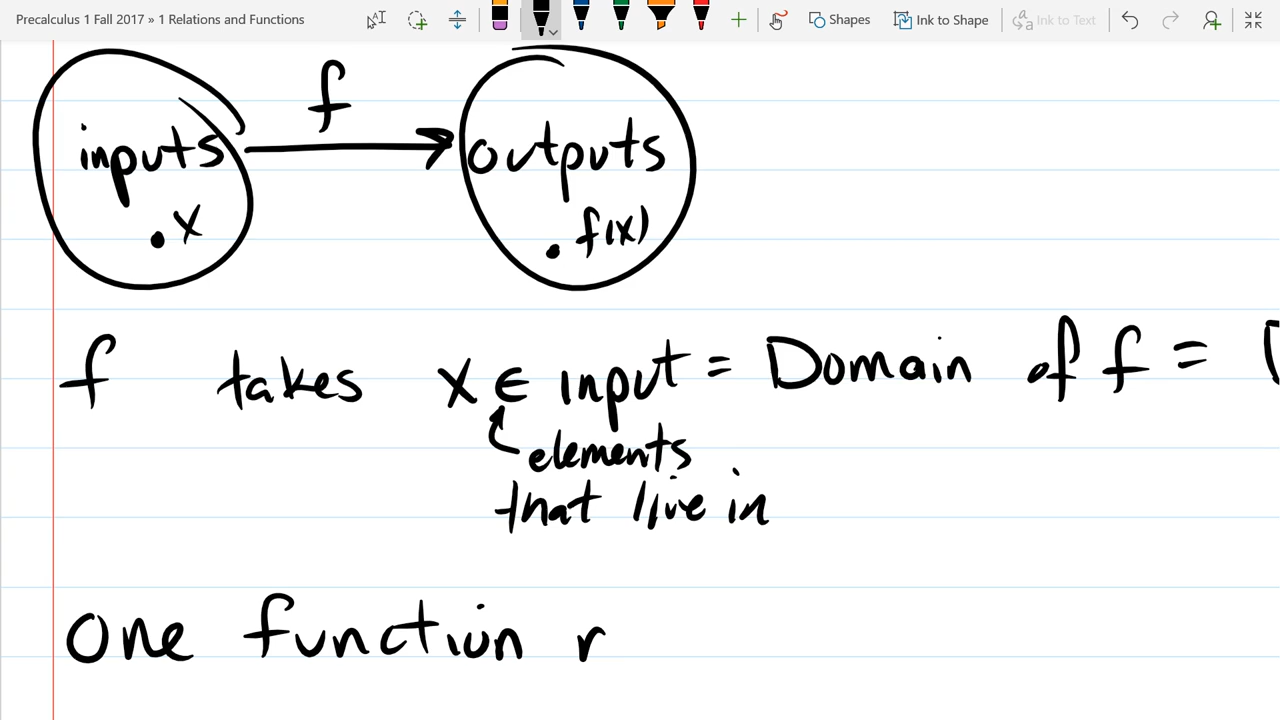 Precalculus 1 Fall 2017 » 1 Relations and Functions Shapes Ink to Shape Ink to Text
f
inputs outputs
x f(x)
f takes x ∈ input = Domain of f =
elements
that live in
One function r